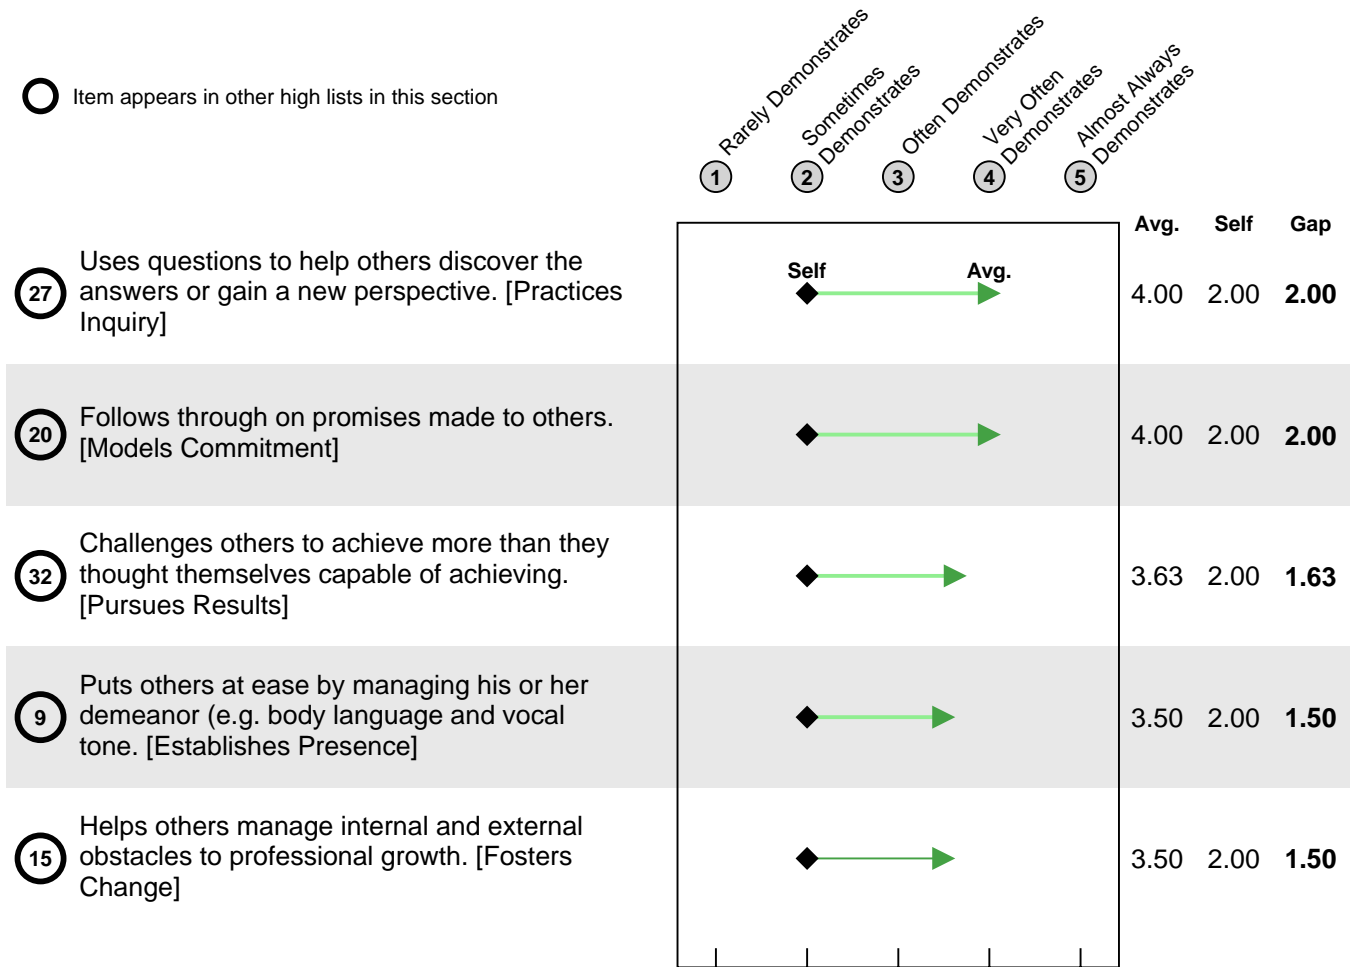 Item appears in other high lists in this section
Rarely Demonstrates
Sometimes
Demonstrates
Often Demonstrates
Very Often
Demonstrates
Almost Always
Demonstrates
1 2 3 4 5
Avg. Self Gap
27 Uses questions to help others discover the
answers or gain a new perspective. [Practices
Inquiry]
Self Avg.
4.00 2.00 2.00
20 Follows through on promises made to others.
[Models Commitment]
4.00 2.00 2.00
32 Challenges others to achieve more than they
thought themselves capable of achieving.
[Pursues Results]
3.63 2.00 1.63
9 Puts others at ease by managing his or her
demeanor (e.g. body language and vocal
tone. [Establishes Presence]
3.50 2.00 1.50
15 Helps others manage internal and external
obstacles to professional growth. [Fosters
Change]
3.50 2.00 1.50